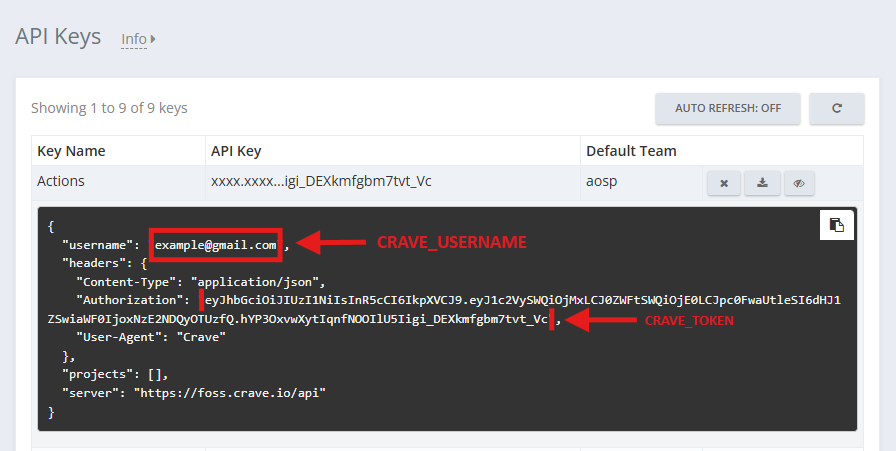 API Keys Info
Showing 1 to 9 of 9 keys
AUTO REFRESH: OFF
Key Name API Key Default Team
Actions xxxx.xxxx...igi_DEXkmfgbm7tvt_Vc aosp
{
"username": "example@gmail.com",
CRAVE_USERNAME
"headers": {
"Content-Type": "application/json",
"Authorization": "eyJhbGciOiJIUzI1NiIsInR5cCI6IkpXVCJ9.eyJ1c2VySWQiOjMxLCJ0ZWFtSWQiOjE0LCJpc0FwaUtleSI6dHJ1
ZSwiaWF0IjoxNzE2NDQyOTUzfQ.hYP3OxvwXytIqnfNOOIlU5Iigi_DEXkmfgbm7tvt_Vc",
CRAVE_TOKEN
"User-Agent": "Crave"
},
"projects": [],
"server": "https://foss.crave.io/api"
}